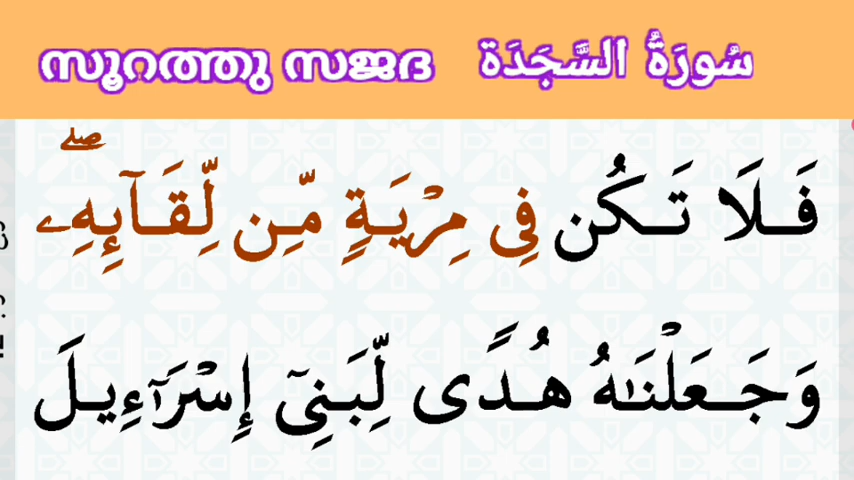 സൂറത്തു സജദ سُورَةُ السَّجَدَة
فَلَا تَكُن فِى مِرْيَةٍ مِّن لِّقَآئِهِۦ ۖ
وَجَعَلْنَـٰهُ هُدًى لِّبَنِىٓ إِسْرَٰٓءِيلَ